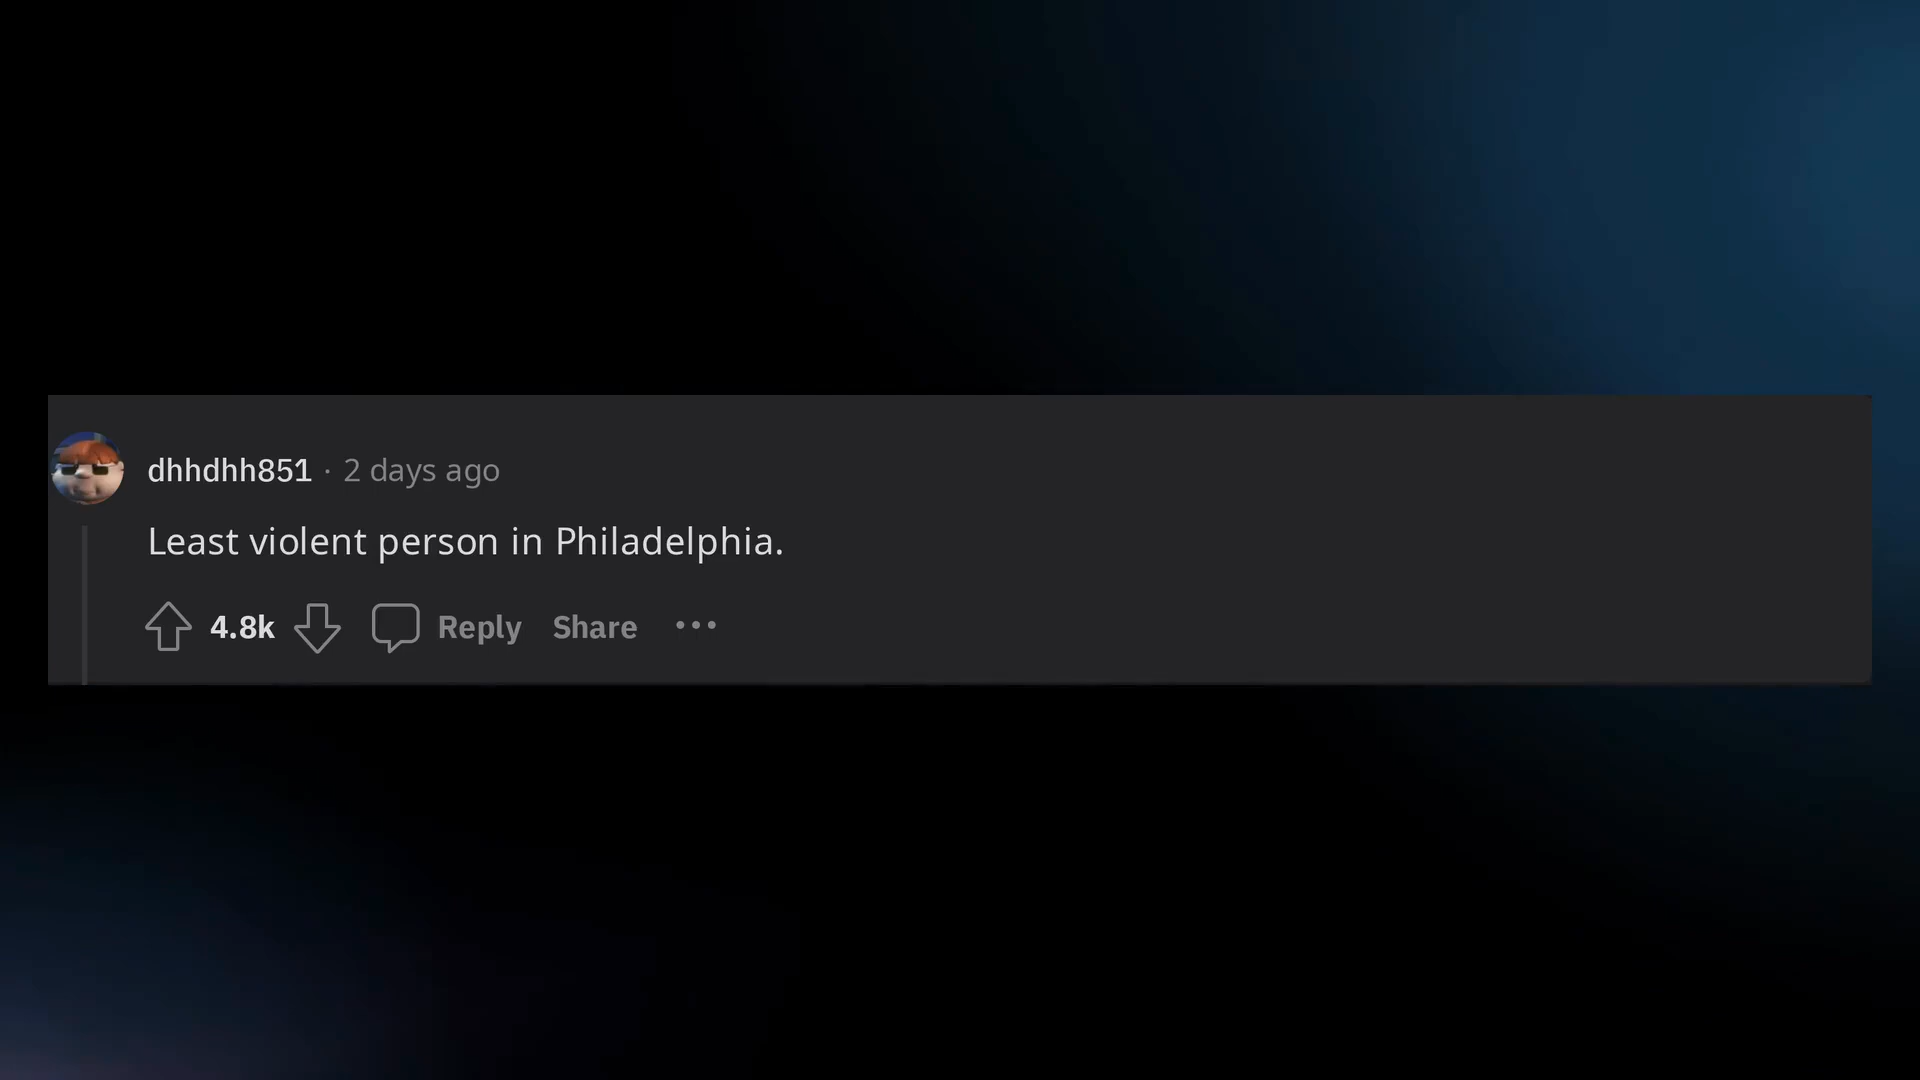 dhhdhh851 · 2 days ago
Least violent person in Philadelphia.
4.8k Reply Share ...